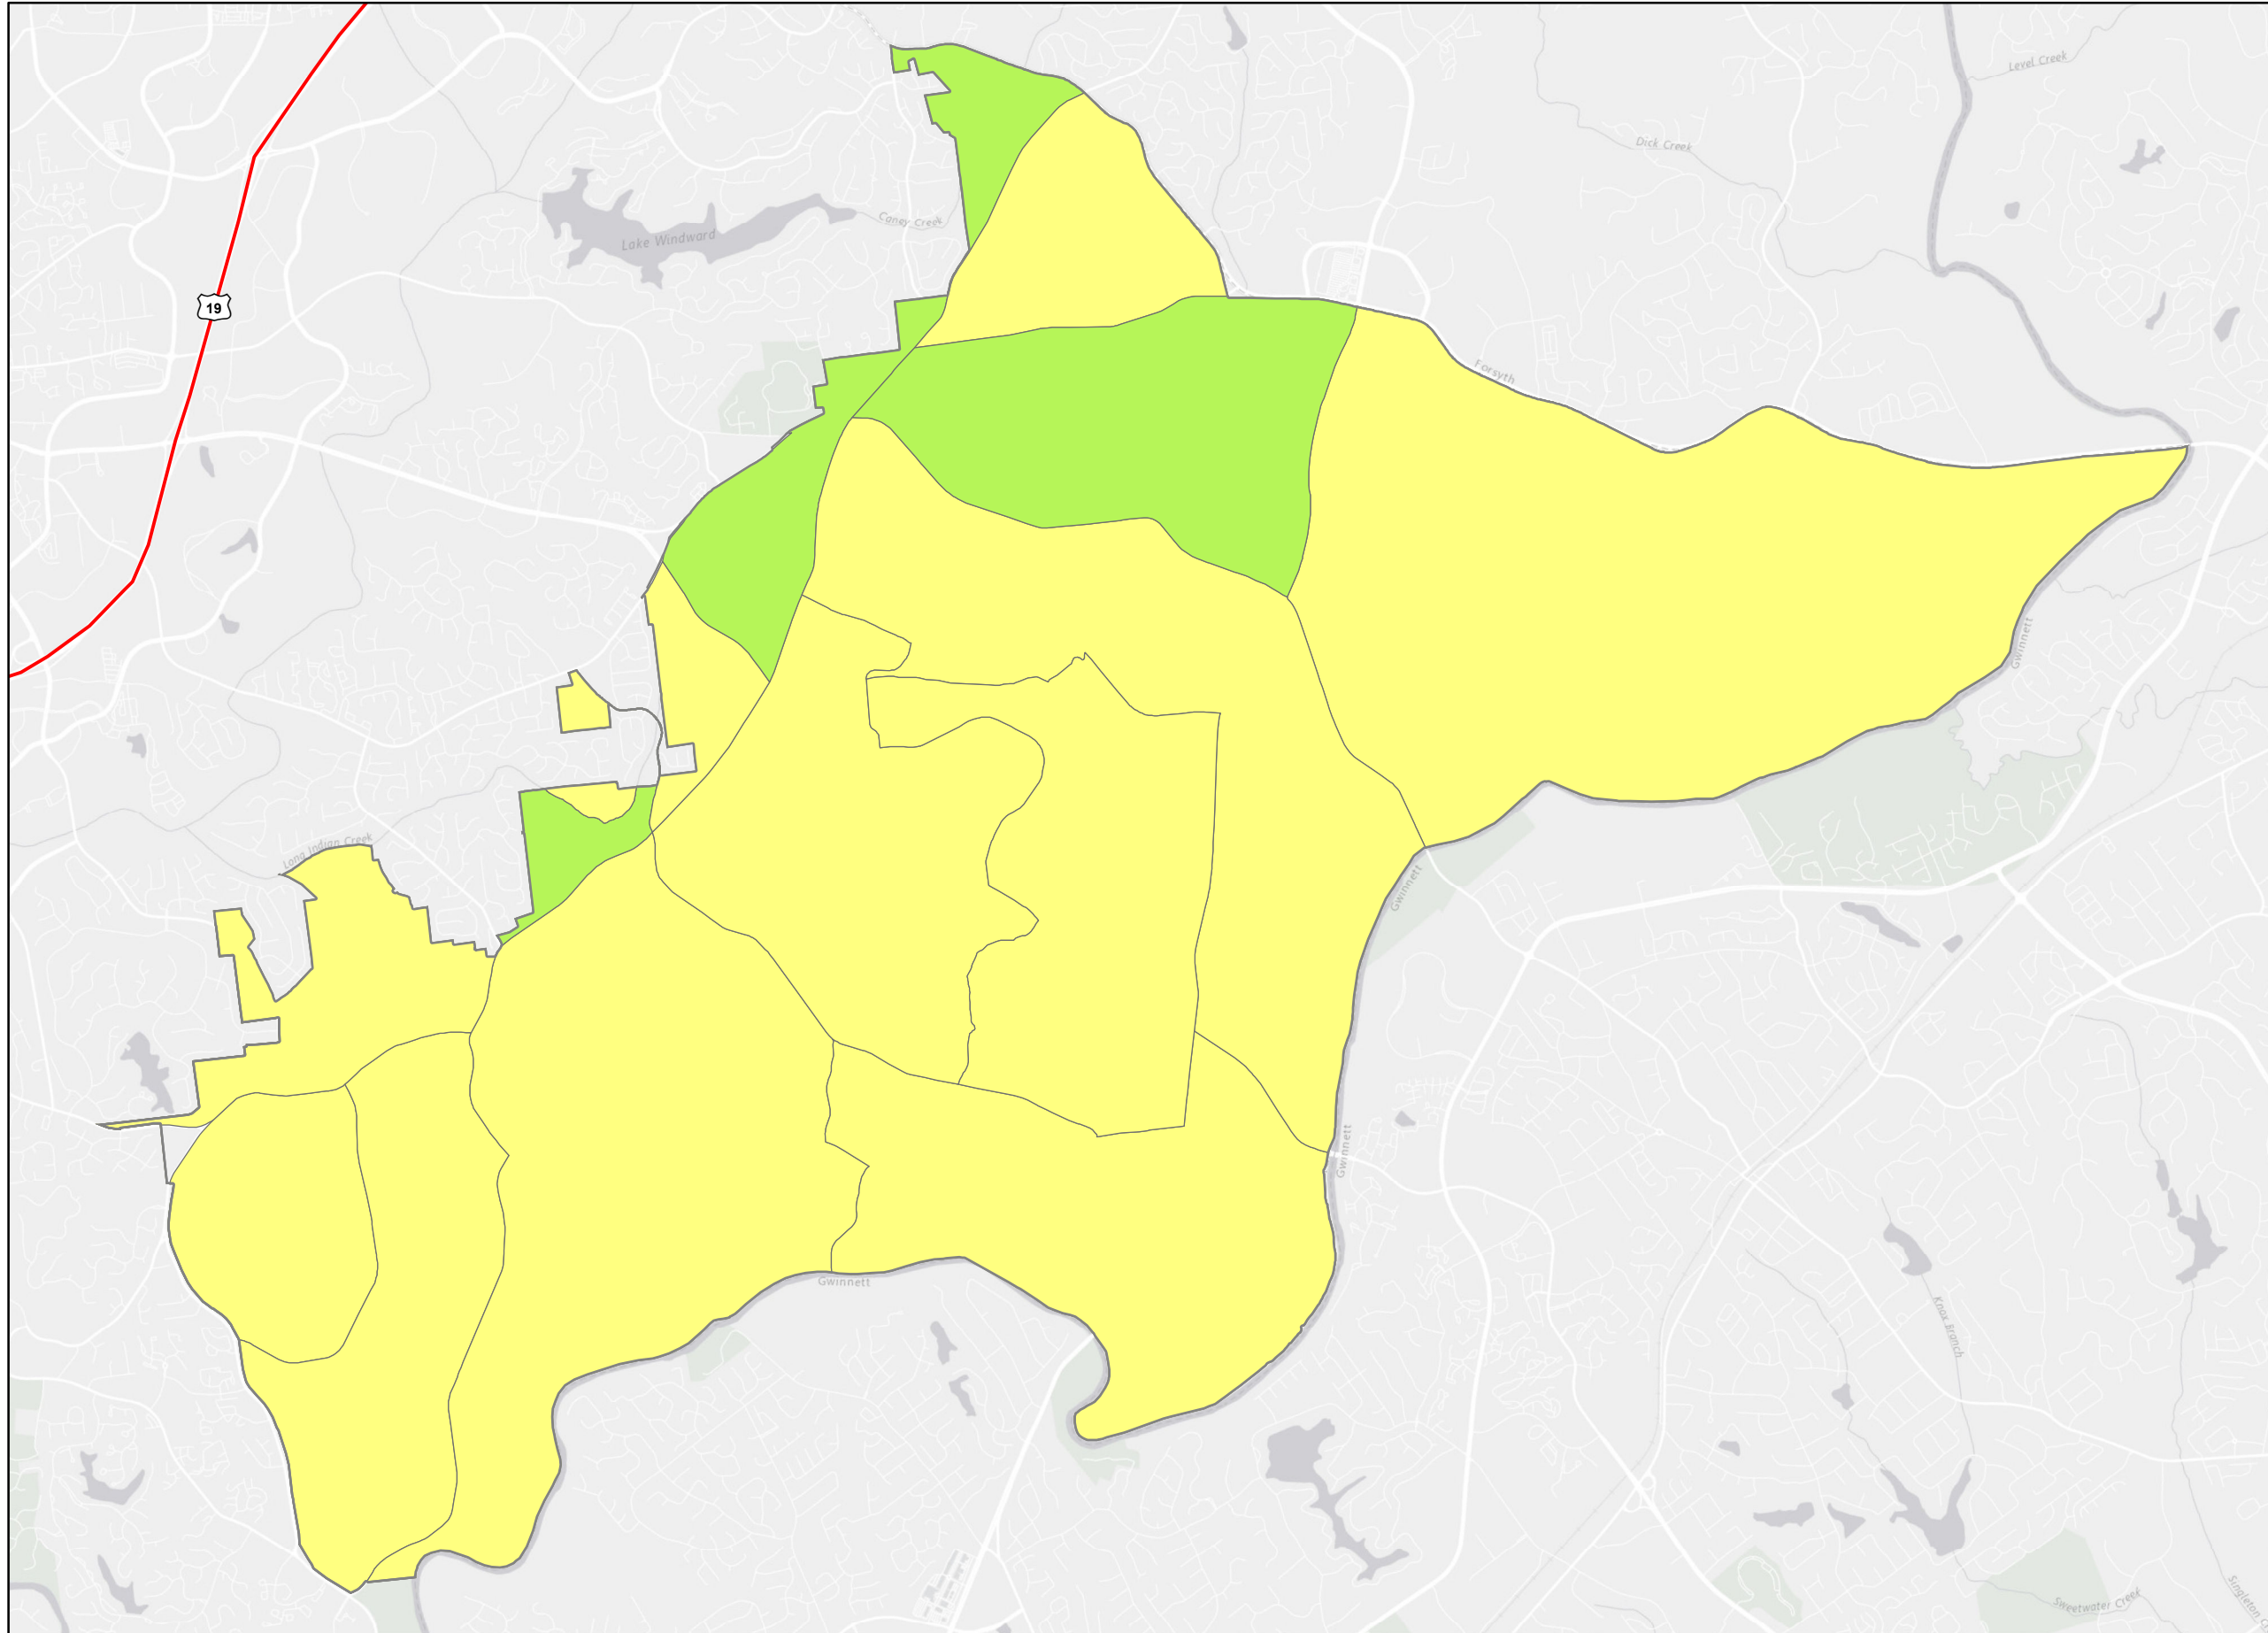 Level Creek
Dick Creek
Caney Creek
Lake Windward
19
Forsyth
Gwinnett
Long Indian Creek
Gwinnett
Gwinnett
Gwinnett
Knox Branch
Sweetwater Creek
Singleton